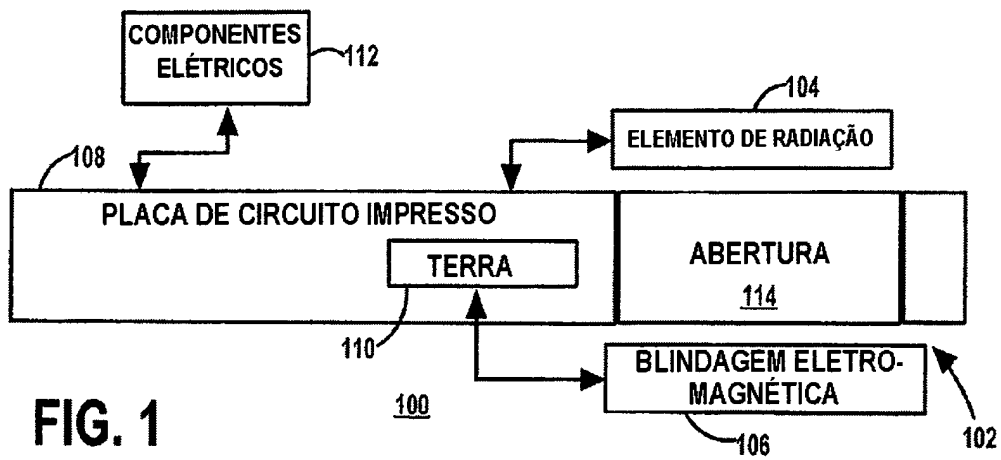 COMPONENTES
ELÉTRICOS
112
104
ELEMENTO DE RADIAÇÃO
108
PLACA DE CIRCUITO IMPRESSO
TERRA
ABERTURA
114
110
BLINDAGEM ELETRO-
MAGNÉTICA
100
106
102
FIG. 1